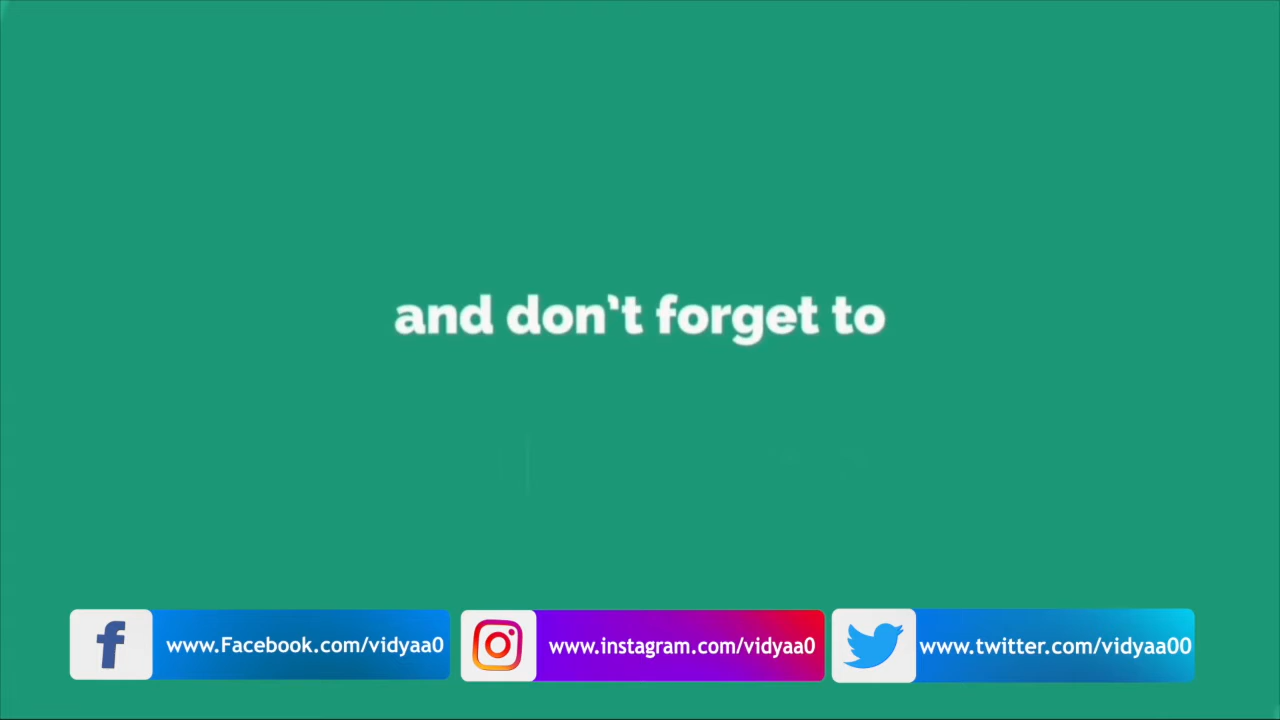 and don't forget to
www.Facebook.com/vidyaa0
www.instagram.com/vidyaa0
www.twitter.com/vidyaa00